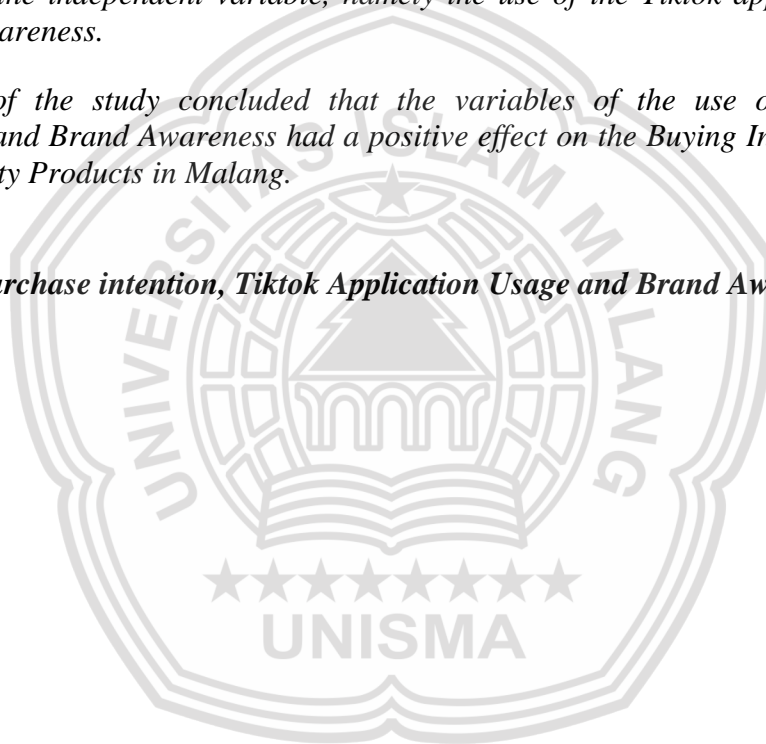 the independent variable, namely the use of the Tiktok
areness.
of the study concluded that the variables of the use
and Brand Awareness had a positive effect on the Buying
ty Products in Malang.
rchase intention, Tiktok Application Usage and Brand
UNIVERSITAS ISLAM MALANG
UNISMA